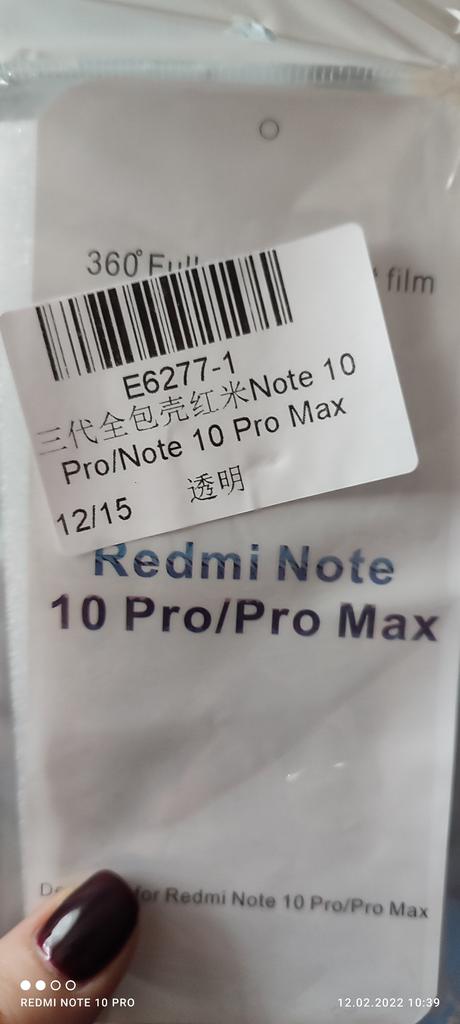 360° Full
film
E6277-1
三代全包壳红米Note 10
Pro/Note 10 Pro Max
12/15 透明
Redmi Note
10 Pro/Pro Max
for Redmi Note 10 Pro/Pro Max
REDMI NOTE 10 PRO
12.02.2022 10:39